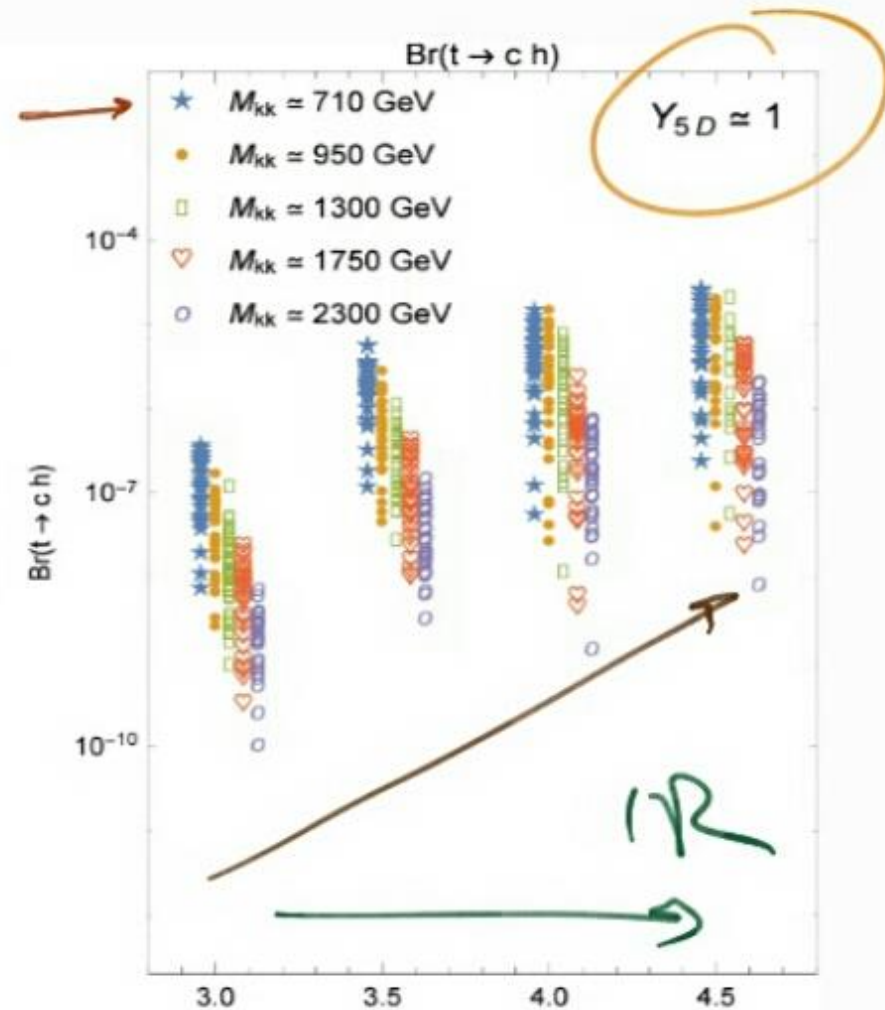 Br(t → c h)
M_kk ≃ 710 GeV
Y_5D ≃ 1
M_kk ≃ 950 GeV
M_kk ≃ 1300 GeV
M_kk ≃ 1750 GeV
M_kk ≃ 2300 GeV
10⁻⁴
10⁻⁷
10⁻¹⁰
Br(t → c h)
IR
3.0 3.5 4.0 4.5